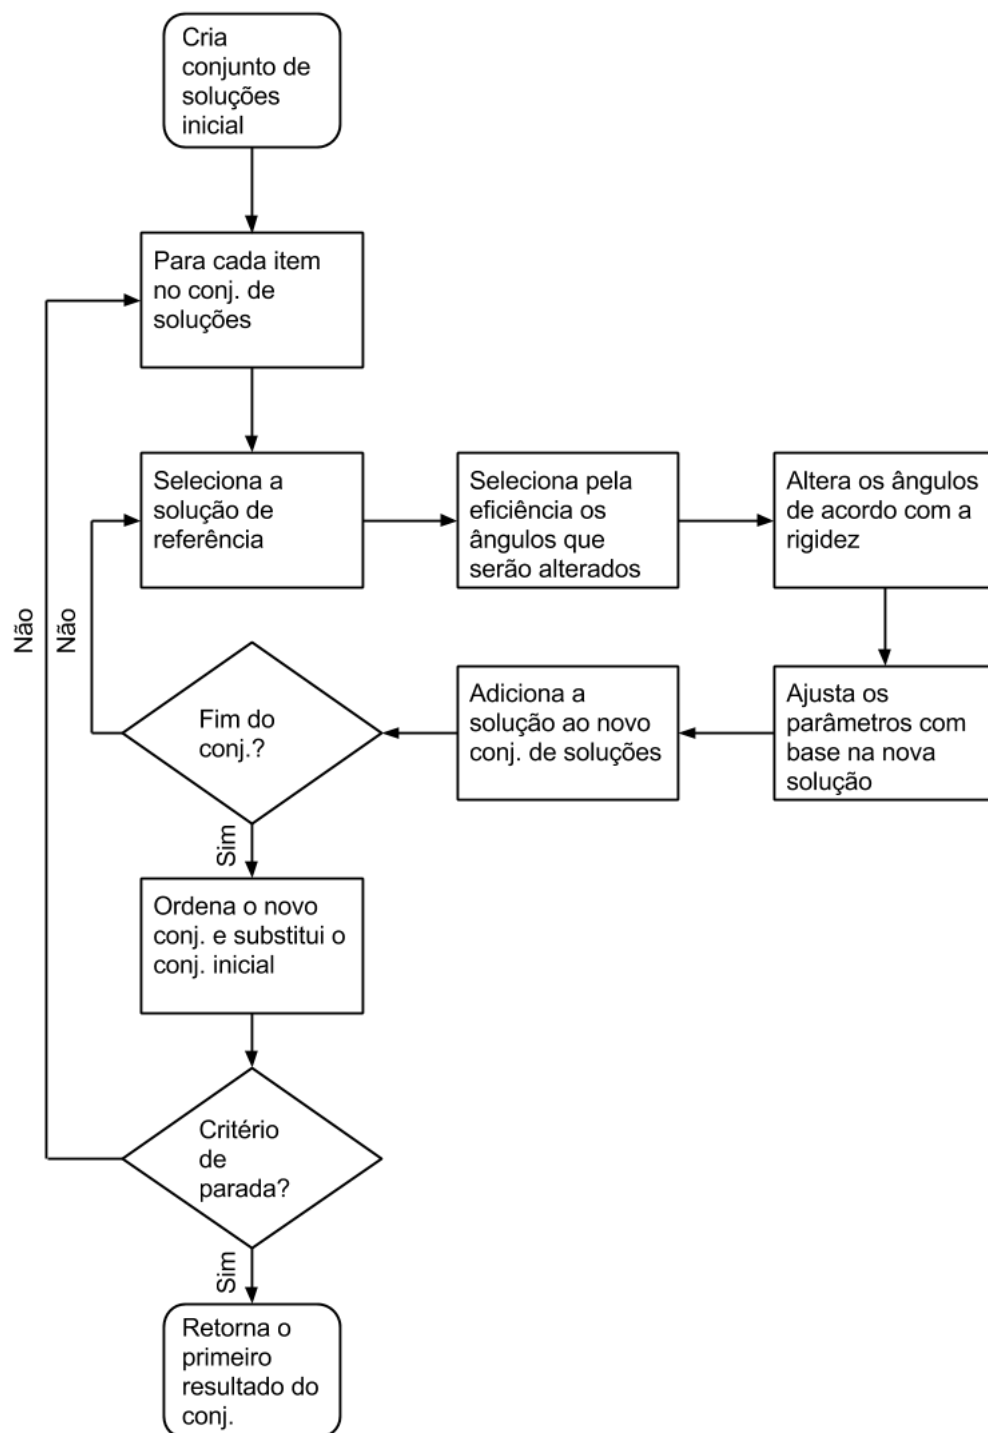 Cria
conjunto de
soluções
inicial
Para cada item
no conj. de
soluções
Seleciona a
solução de
referência
Seleciona pela
eficiência os
ângulos que
serão alterados
Altera os ângulos
de acordo com a
rigidez
Ajusta os
parâmetros com
base na nova
solução
Adiciona a
solução ao novo
conj. de soluções
Fim do
conj.?
Não
Não
Sim
Ordena o novo
conj. e substitui o
conj. inicial
Critério
de
parada?
Sim
Retorna o
primeiro
resultado do
conj.